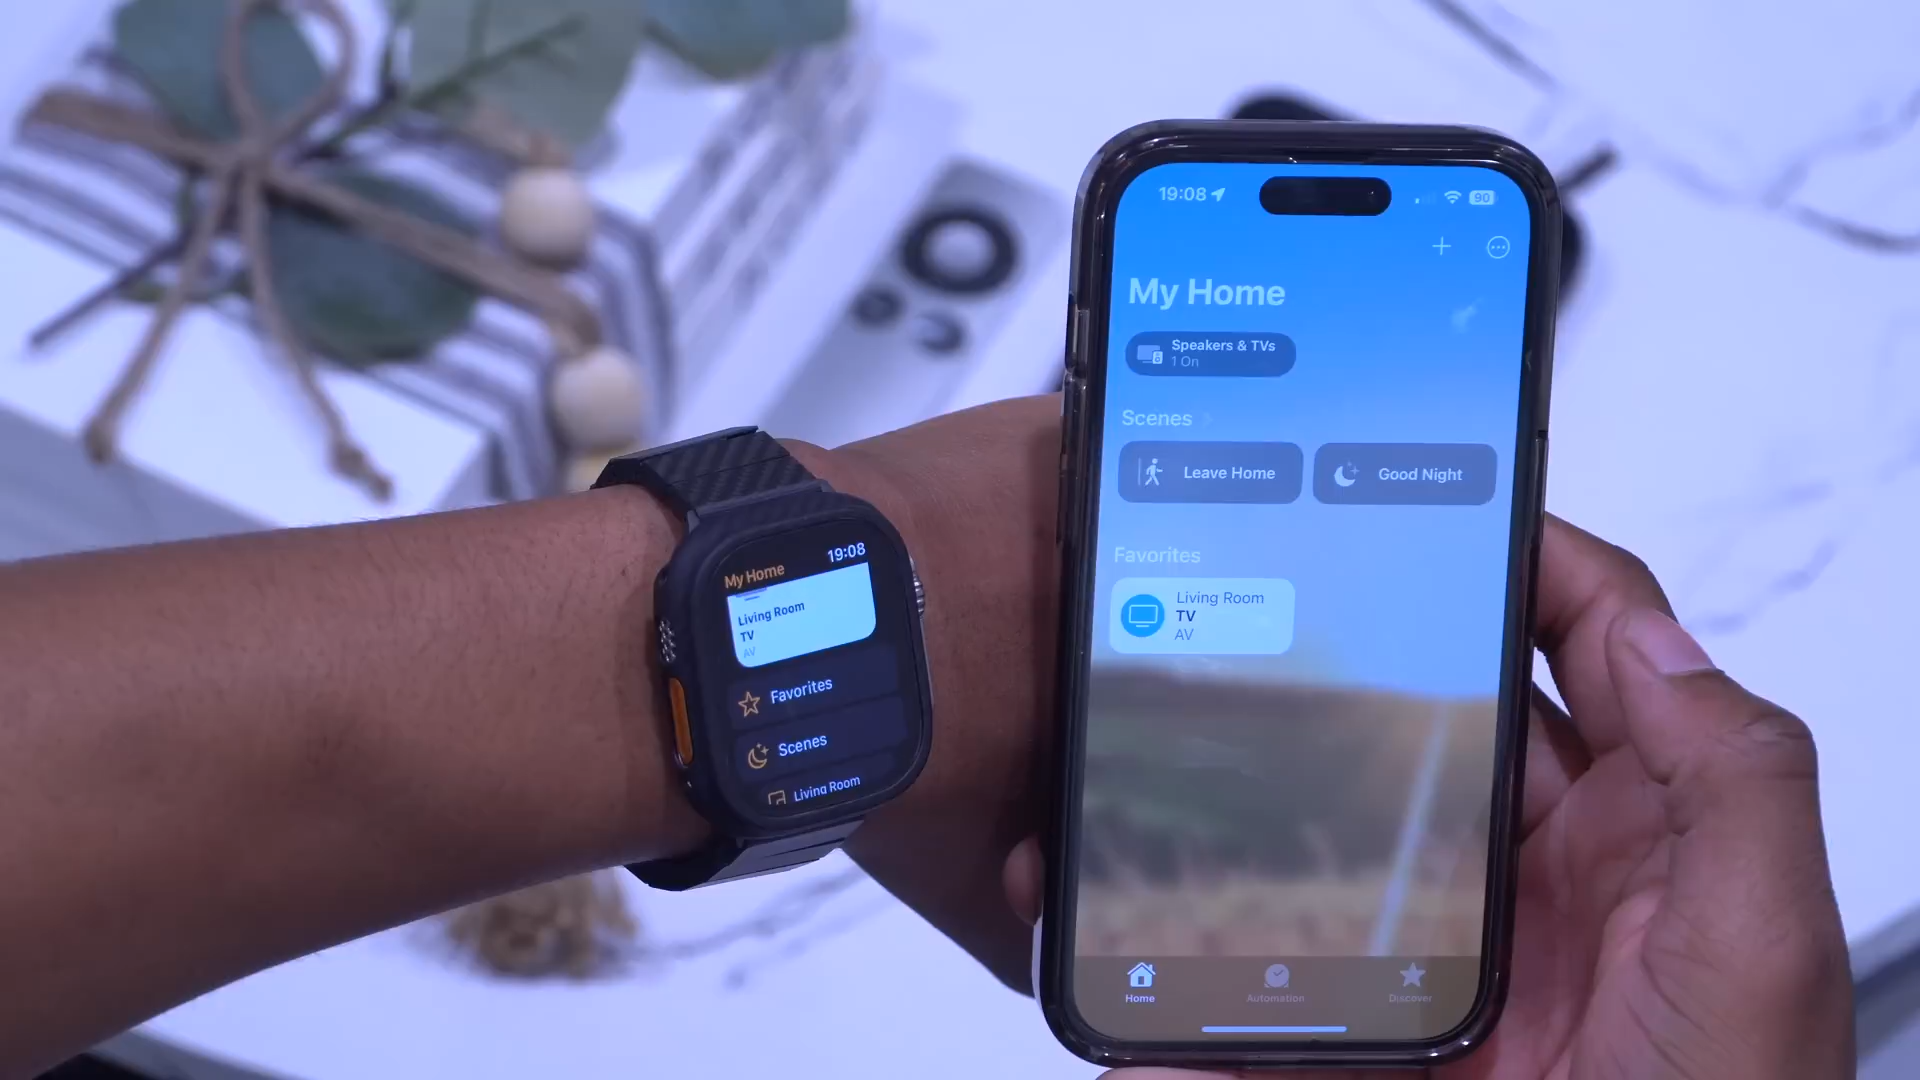 19:08
My Home
Living Room
TV
AV
Favorites
Scenes
Living Room
19:08
90
My Home
Speakers & TVs
1 On
Scenes
Leave Home
Good Night
Favorites
Living Room
TV
AV
Home
Automation
Discover